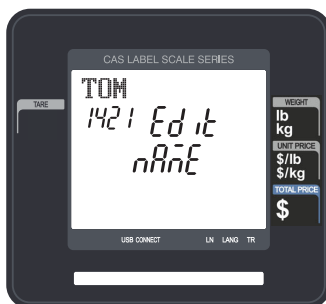 CAS LABEL SCALE SERIES
TOM
1421 Edit
nAnE
TARE
WEIGHT
lb
kg
UNIT PRICE
$/lb
$/kg
TOTAL PRICE
$
USB CONNECT LN LANG TR